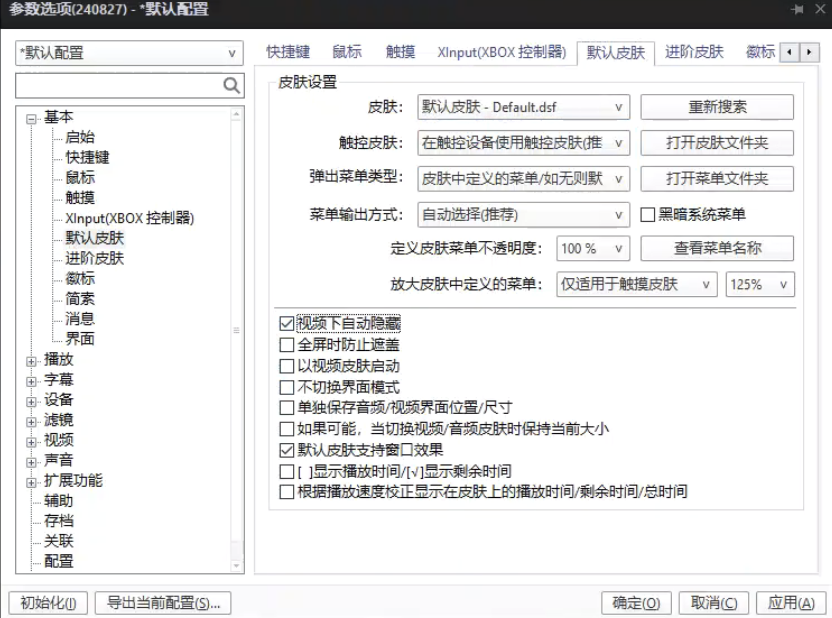 参数选项(240827) - *默认配置
*默认配置
基本
启始
快捷键
鼠标
触摸
XInput(XBOX 控制器)
默认皮肤
进阶皮肤
徽标
简素
消息
界面
播放
字幕
设备
滤镜
视频
声音
扩展功能
辅助
存档
关联
配置
快捷键 鼠标 触摸 XInput(XBOX 控制器) 默认皮肤 进阶皮肤 徽标
皮肤设置
皮肤: 默认皮肤 - Default.dsf 重新搜索
触控皮肤: 在触控设备使用触控皮肤(推 打开皮肤文件夹
弹出菜单类型: 皮肤中定义的菜单/如无则默 打开菜单文件夹
菜单输出方式: 自动选择(推荐) 黑暗系统菜单
定义皮肤菜单不透明度: 100 % 查看菜单名称
放大皮肤中定义的菜单: 仅适用于触摸皮肤 125%
视频下自动隐藏
全屏时防止遮盖
以视频皮肤启动
不切换界面模式
单独保存音频/视频界面位置/尺寸
如果可能，当切换视频/音频皮肤时保持当前大小
默认皮肤支持窗口效果
[ ]显示播放时间/[√]显示剩余时间
根据播放速度校正显示在皮肤上的播放时间/剩余时间/总时间
初始化(I) 导出当前配置(S)... 确定(O) 取消(C) 应用(A)